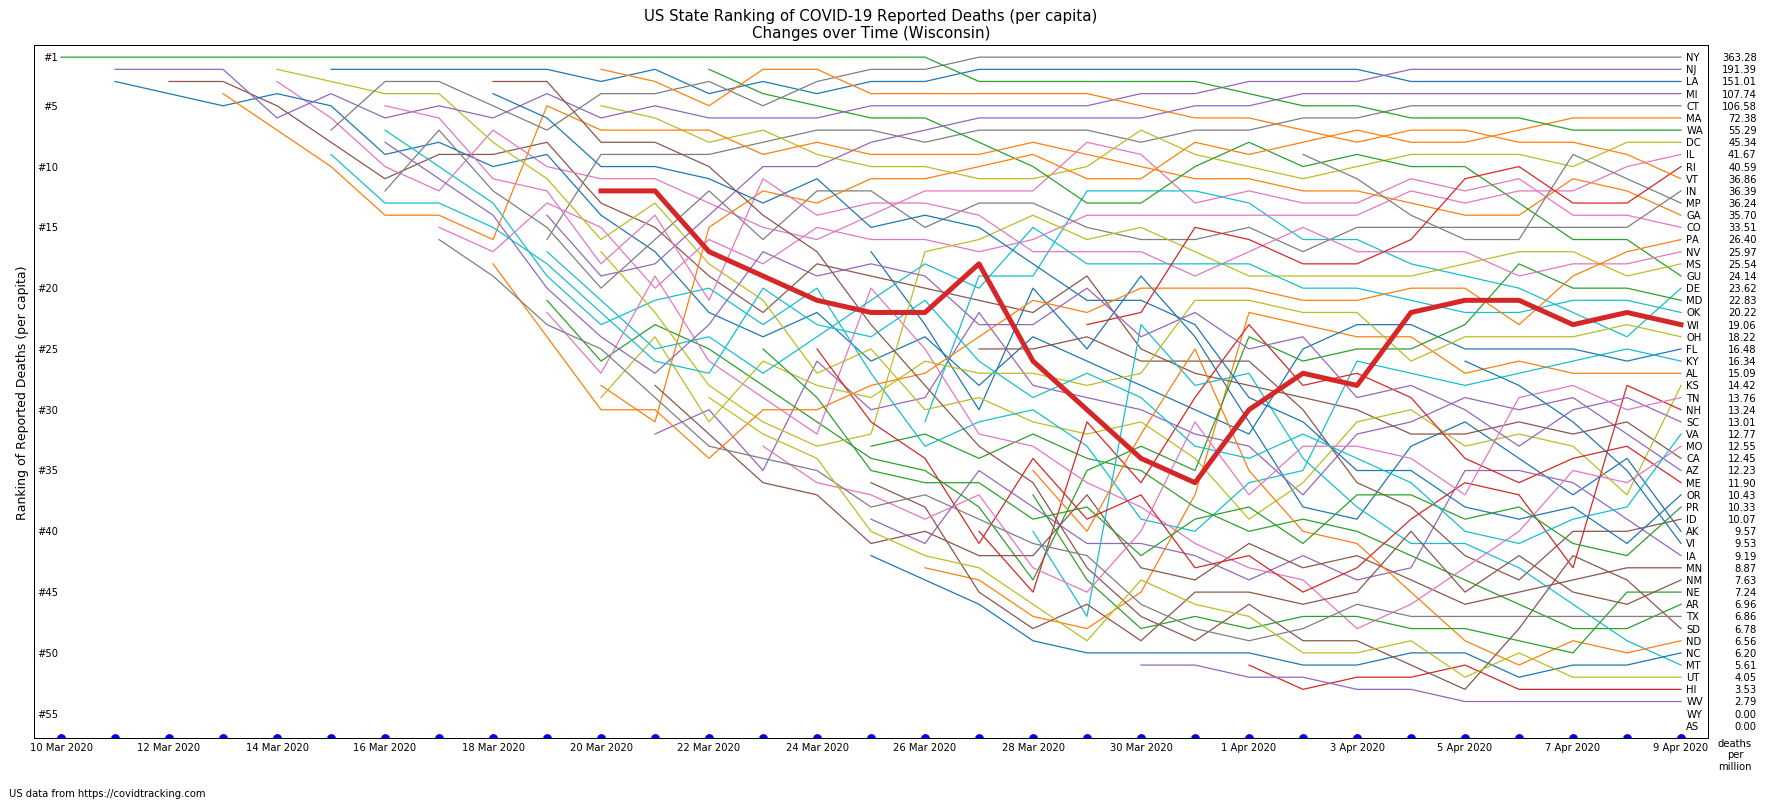 US State Ranking of COVID-19 Reported Deaths (per capita)
Changes over Time (Wisconsin)
Ranking of Reported Deaths (per capita)
#1
#5
#10
#15
#20
#25
#30
#35
#40
#45
#50
#55
NY 363.28
NJ 191.39
LA 151.01
MI 107.74
CT 106.58
MA 72.38
WA 55.29
DC 45.34
IL 41.67
RI 40.59
VT 36.86
IN 36.39
MP 36.24
GA 35.70
CO 33.51
PA 26.40
NV 25.97
MS 25.54
GU 24.14
DE 23.62
MD 22.83
OK 20.22
WI 19.06
OH 18.22
FL 16.48
KY 16.34
AL 15.09
KS 14.42
TN 13.76
NH 13.24
SC 13.01
VA 12.77
MO 12.55
CA 12.45
AZ 12.23
ME 11.90
OR 10.43
PR 10.33
ID 10.07
AK 9.57
VI 9.53
IA 9.19
MN 8.87
NM 7.63
NE 7.24
AR 6.96
TX 6.86
SD 6.78
ND 6.56
NC 6.20
MT 5.61
UT 4.05
HI 3.53
WV 2.79
WY 0.00
AS 0.00
10 Mar 2020 12 Mar 2020 14 Mar 2020 16 Mar 2020 18 Mar 2020 20 Mar 2020 22 Mar 2020 24 Mar 2020 26 Mar 2020 28 Mar 2020 30 Mar 2020 1 Apr 2020 3 Apr 2020 5 Apr 2020 7 Apr 2020 9 Apr 2020
deaths
per
million
US data from https://covidtracking.com